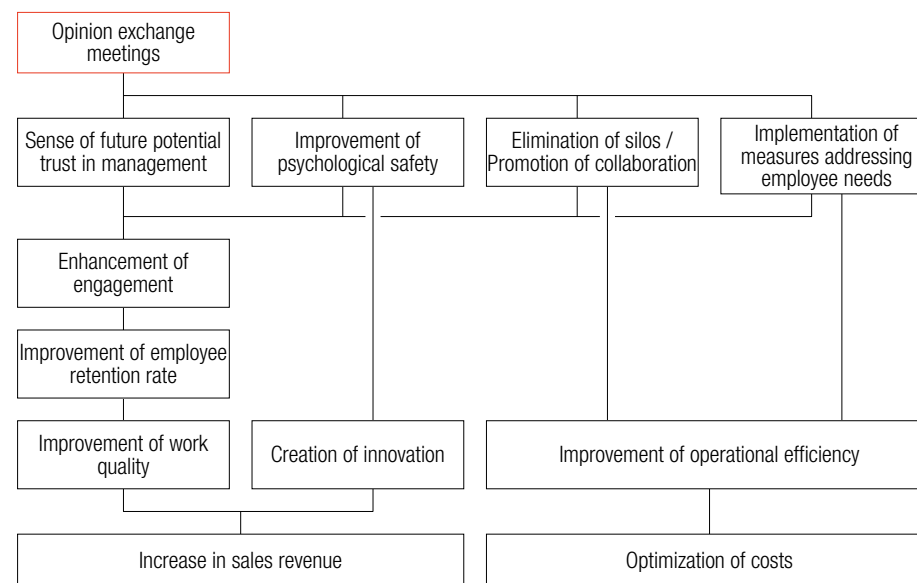 Opinion exchange
meetings
Sense of future potential
trust in management
Improvement of
psychological safety
Elimination of silos /
Promotion of collaboration
Implementation of
measures addressing
employee needs
Enhancement of
engagement
Improvement of employee
retention rate
Improvement of work
quality
Creation of innovation
Improvement of operational efficiency
Increase in sales revenue
Optimization of costs